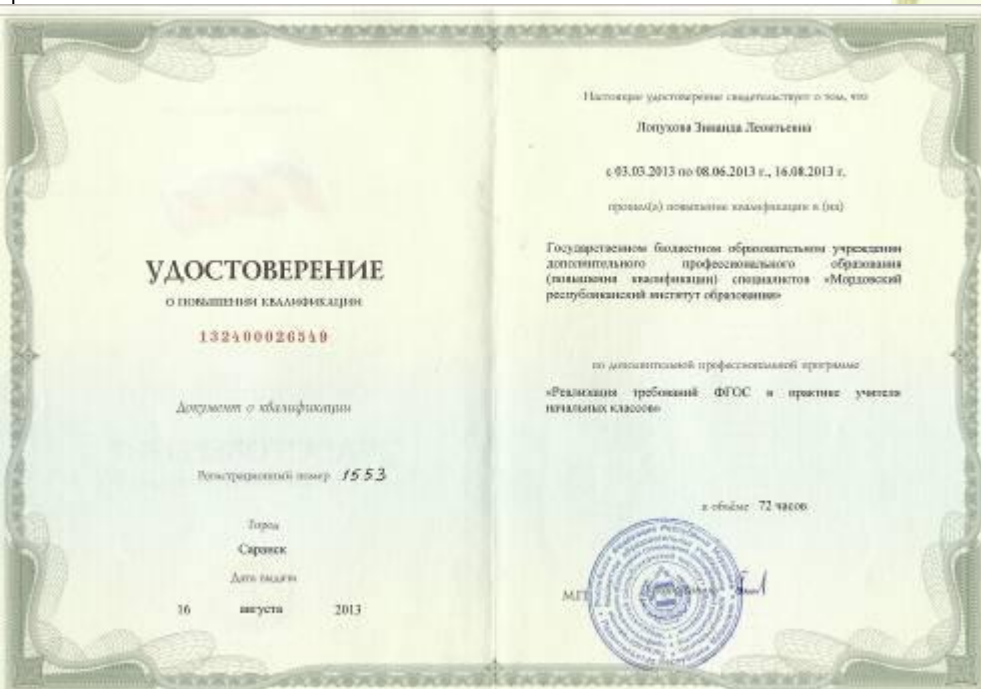 УДОСТОВЕРЕНИЕ
О ПОВЫШЕНИИ КВАЛИФИКАЦИИ
132400026549
Документ о квалификации
Регистрационный номер 1553
Город
Саранск
Дата выдачи
16 августа 2013
Настоящее удостоверение свидетельствует о том, что
Лопухова Зинаида Леонтьевна
с 03.03.2013 по 08.06.2013 г., 16.08.2013 г.
прошел(а) повышение квалификации в (на)
Государственном бюджетном образовательном учреждении
дополнительного профессионального образования
(повышения квалификации) специалистов «Мордовский
республиканский институт образования»
по дополнительной профессиональной программе
«Реализация требований ФГОС в практике учителя
начальных классов»
в объёме 72 часов
М.П.